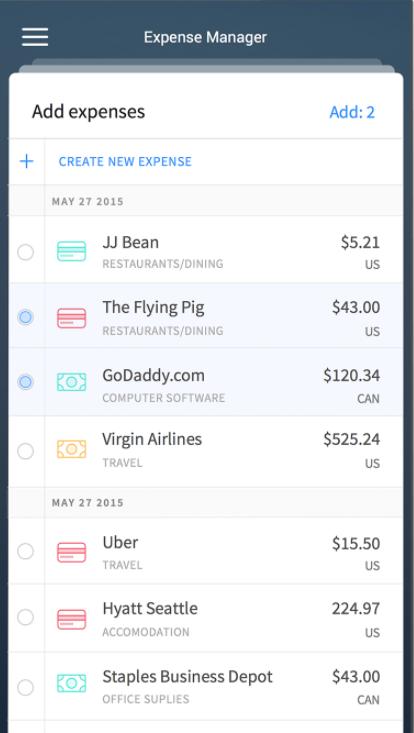 Expense Manager
Add expenses
Add: 2
+ CREATE NEW EXPENSE
MAY 27 2015
JJ Bean $5.21
RESTAURANTS/DINING US
The Flying Pig $43.00
RESTAURANTS/DINING US
GoDaddy.com $120.34
COMPUTER SOFTWARE CAN
Virgin Airlines $525.24
TRAVEL US
MAY 27 2015
Uber $15.50
TRAVEL US
Hyatt Seattle 224.97
ACCOMODATION US
Staples Business Depot $43.00
OFFICE SUPLIES CAN